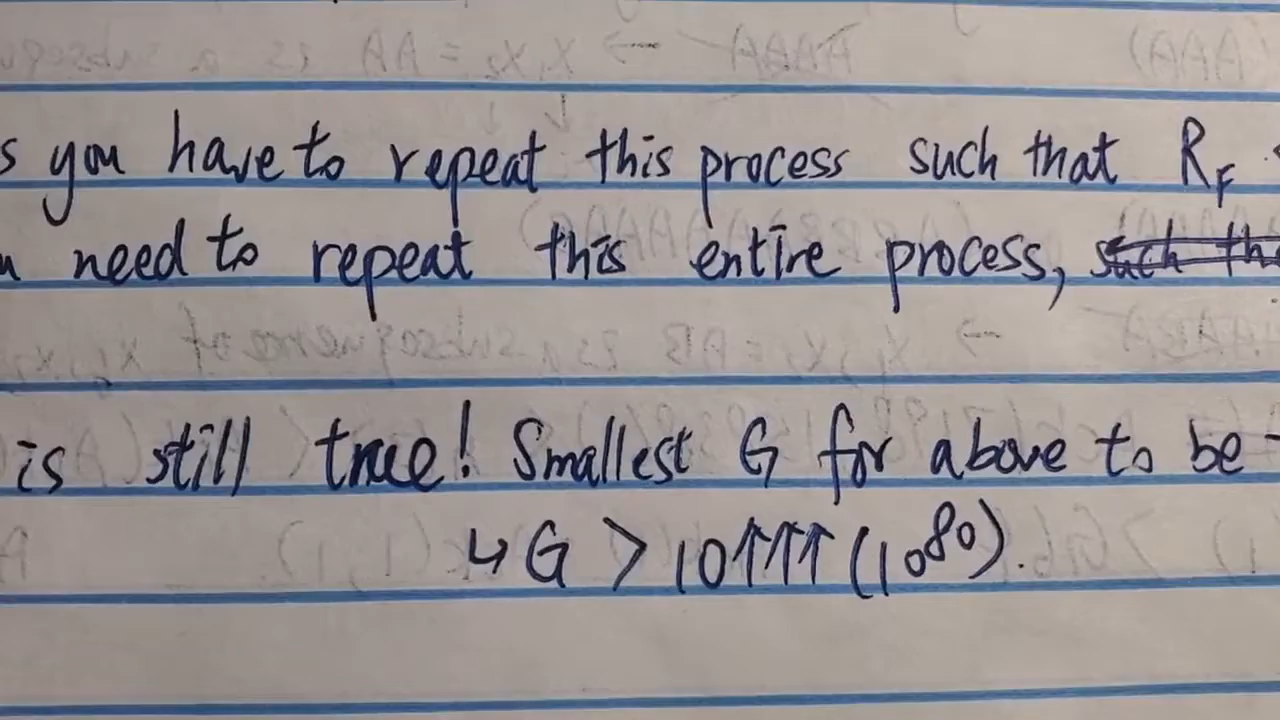 s you have to repeat this process such that R_F
need to repeat this entire process, such th
is still true! Smallest G for above to be
↳ G > 10↑↑↑(10^80).